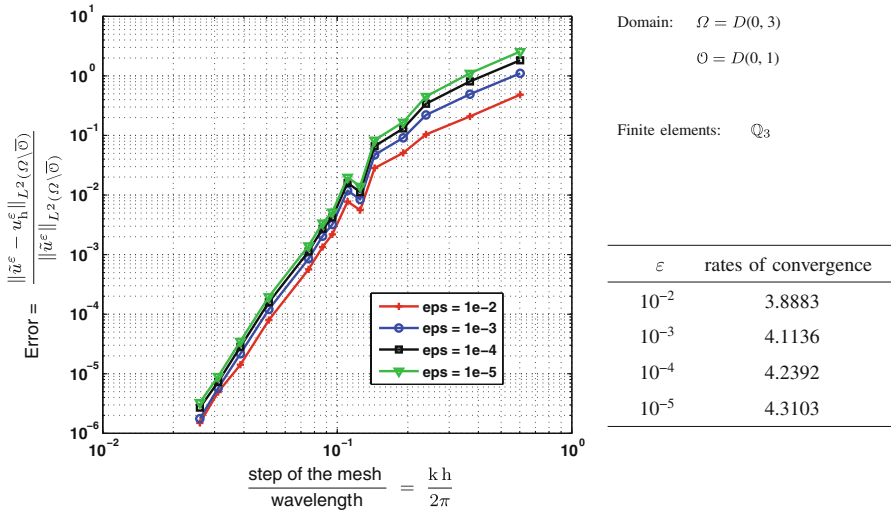 Error = ‖ũ^ε − u_h^ε‖_{L²(Ω\𝒪̅)} / ‖ũ^ε‖_{L²(Ω\𝒪̅)}
10^1
10^0
10^−1
10^−2
10^−3
10^−4
10^−5
10^−6
10^−2
10^−1
10^0
eps = 1e-2
eps = 1e-3
eps = 1e-4
eps = 1e-5
step of the mesh / wavelength = k h / 2π
Domain: Ω = D(0, 3)
𝒪 = D(0, 1)
Finite elements: ℚ₃
ε rates of convergence
10^−2 3.8883
10^−3 4.1136
10^−4 4.2392
10^−5 4.3103